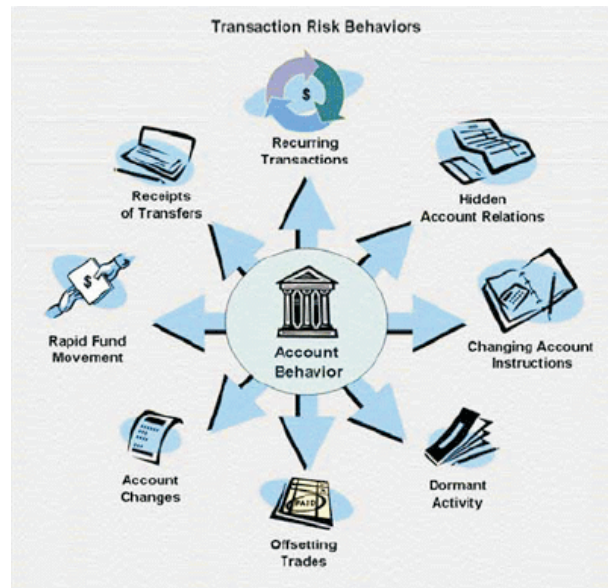 Transaction Risk Behaviors
$
Recurring
Transactions
Receipts
of Transfers
Hidden
Account Relations
$
Rapid Fund
Movement
Account
Behavior
Changing Account
Instructions
Account
Changes
Dormant
Activity
PAID
Offsetting
Trades